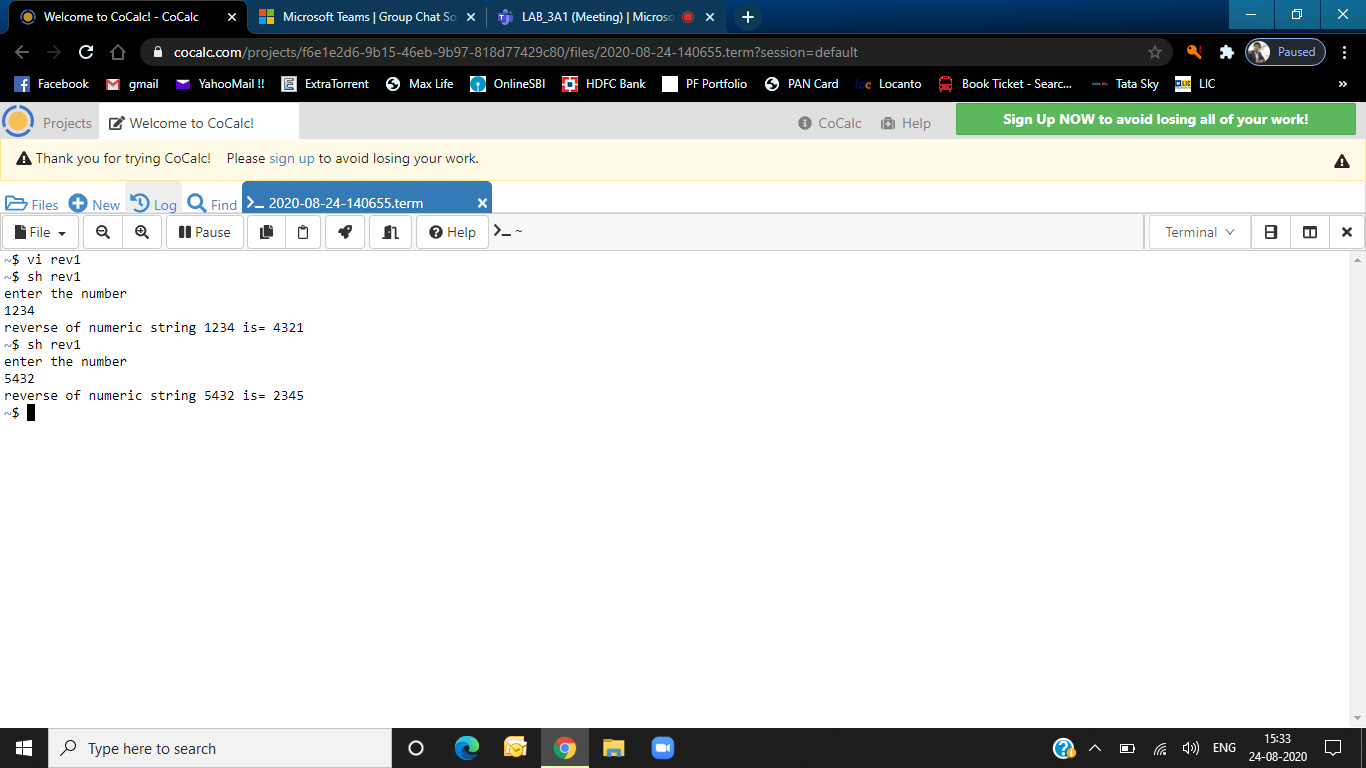 Welcome to CoCalc! - CoCalc
Microsoft Teams | Group Chat So
LAB_3A1 (Meeting) | Microso
cocalc.com/projects/f6e1e2d6-9b15-46eb-9b97-818d77429c80/files/2020-08-24-140655.term?session=default
Paused
Facebook gmail YahooMail !! ExtraTorrent Max Life OnlineSBI HDFC Bank PF Portfolio PAN Card Locanto Book Ticket - Searc... Tata Sky LIC »
Projects Welcome to CoCalc! CoCalc Help Sign Up NOW to avoid losing all of your work!
Thank you for trying CoCalc! Please sign up to avoid losing your work.
Files New Log Find 2020-08-24-140655.term
File Pause Help >_ ~ Terminal
~$ vi rev1
~$ sh rev1
enter the number
1234
reverse of numeric string 1234 is= 4321
~$ sh rev1
enter the number
5432
reverse of numeric string 5432 is= 2345
~$
Type here to search
ENG
15:33
24-08-2020